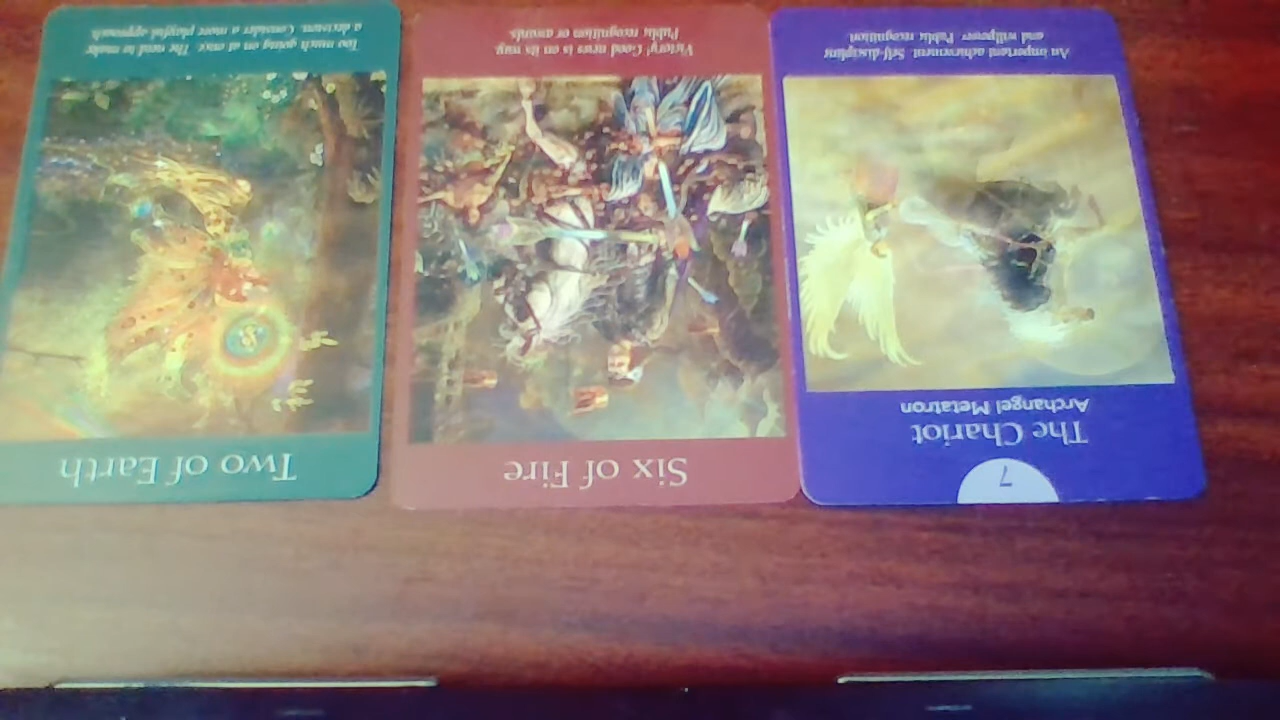 7
The Chariot
Archangel Metatron
An important achievement. Self-discipline
and willpower. Public recognition.
Six of Fire
Victory! Good news is on its way.
Public recognition or awards.
Two of Earth
Too much going on at once. The need to make
a decision. Consider a more playful approach.